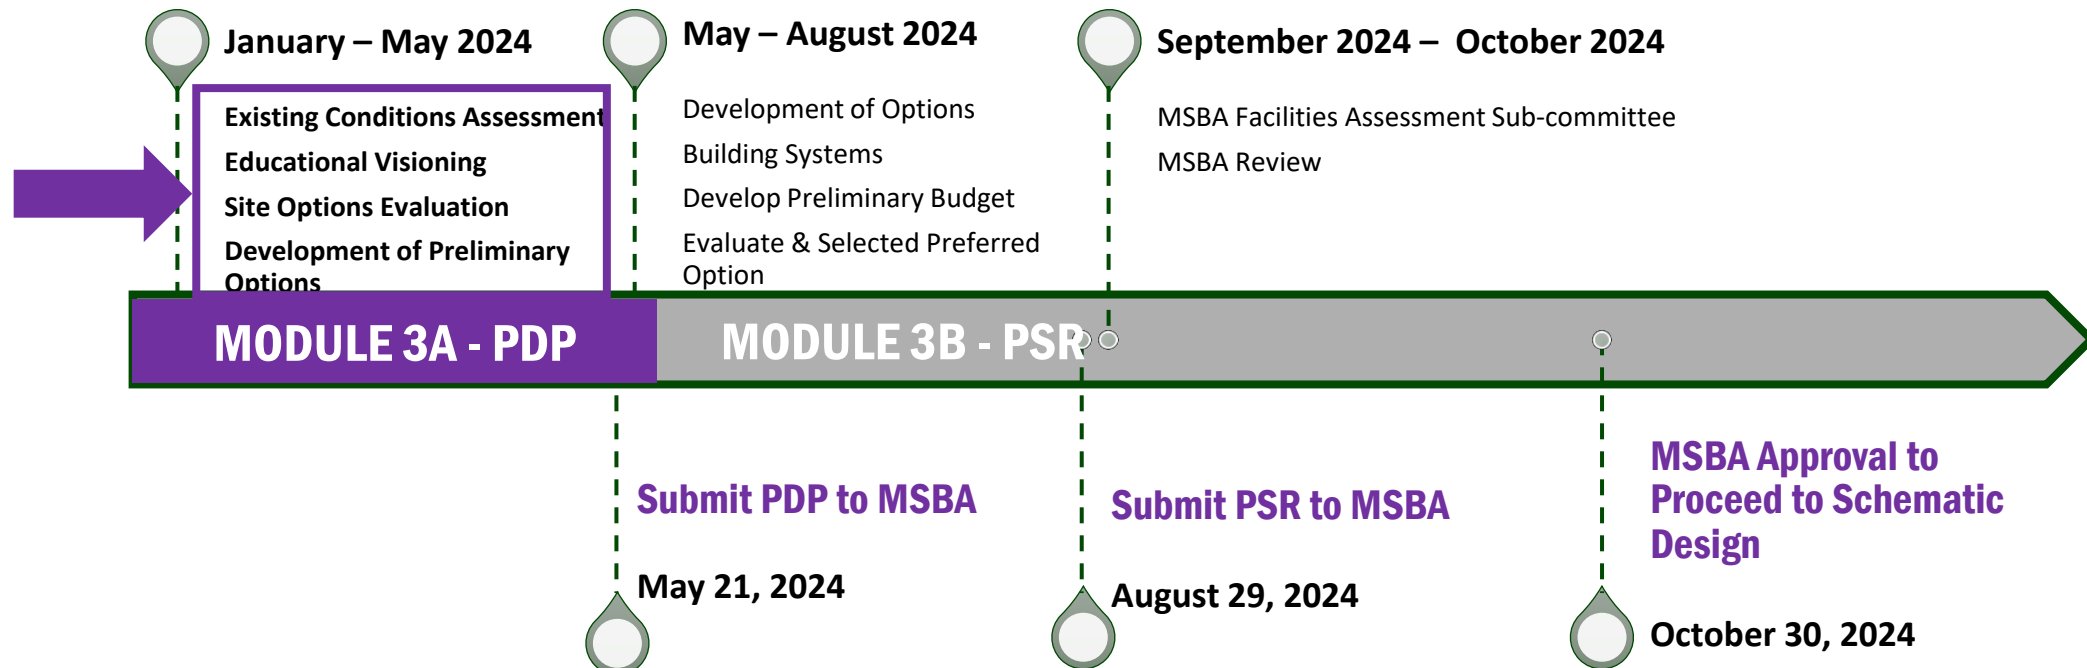 January – May 2024
Existing Conditions Assessment
Educational Visioning
Site Options Evaluation
Development of Preliminary
Options
May – August 2024
Development of Options
Building Systems
Develop Preliminary Budget
Evaluate & Selected Preferred
Option
September 2024 – October 2024
MSBA Facilities Assessment Sub-committee
MSBA Review
MODULE 3A - PDP
MODULE 3B - PSR
Submit PDP to MSBA
May 21, 2024
Submit PSR to MSBA
August 29, 2024
MSBA Approval to
Proceed to Schematic
Design
October 30, 2024